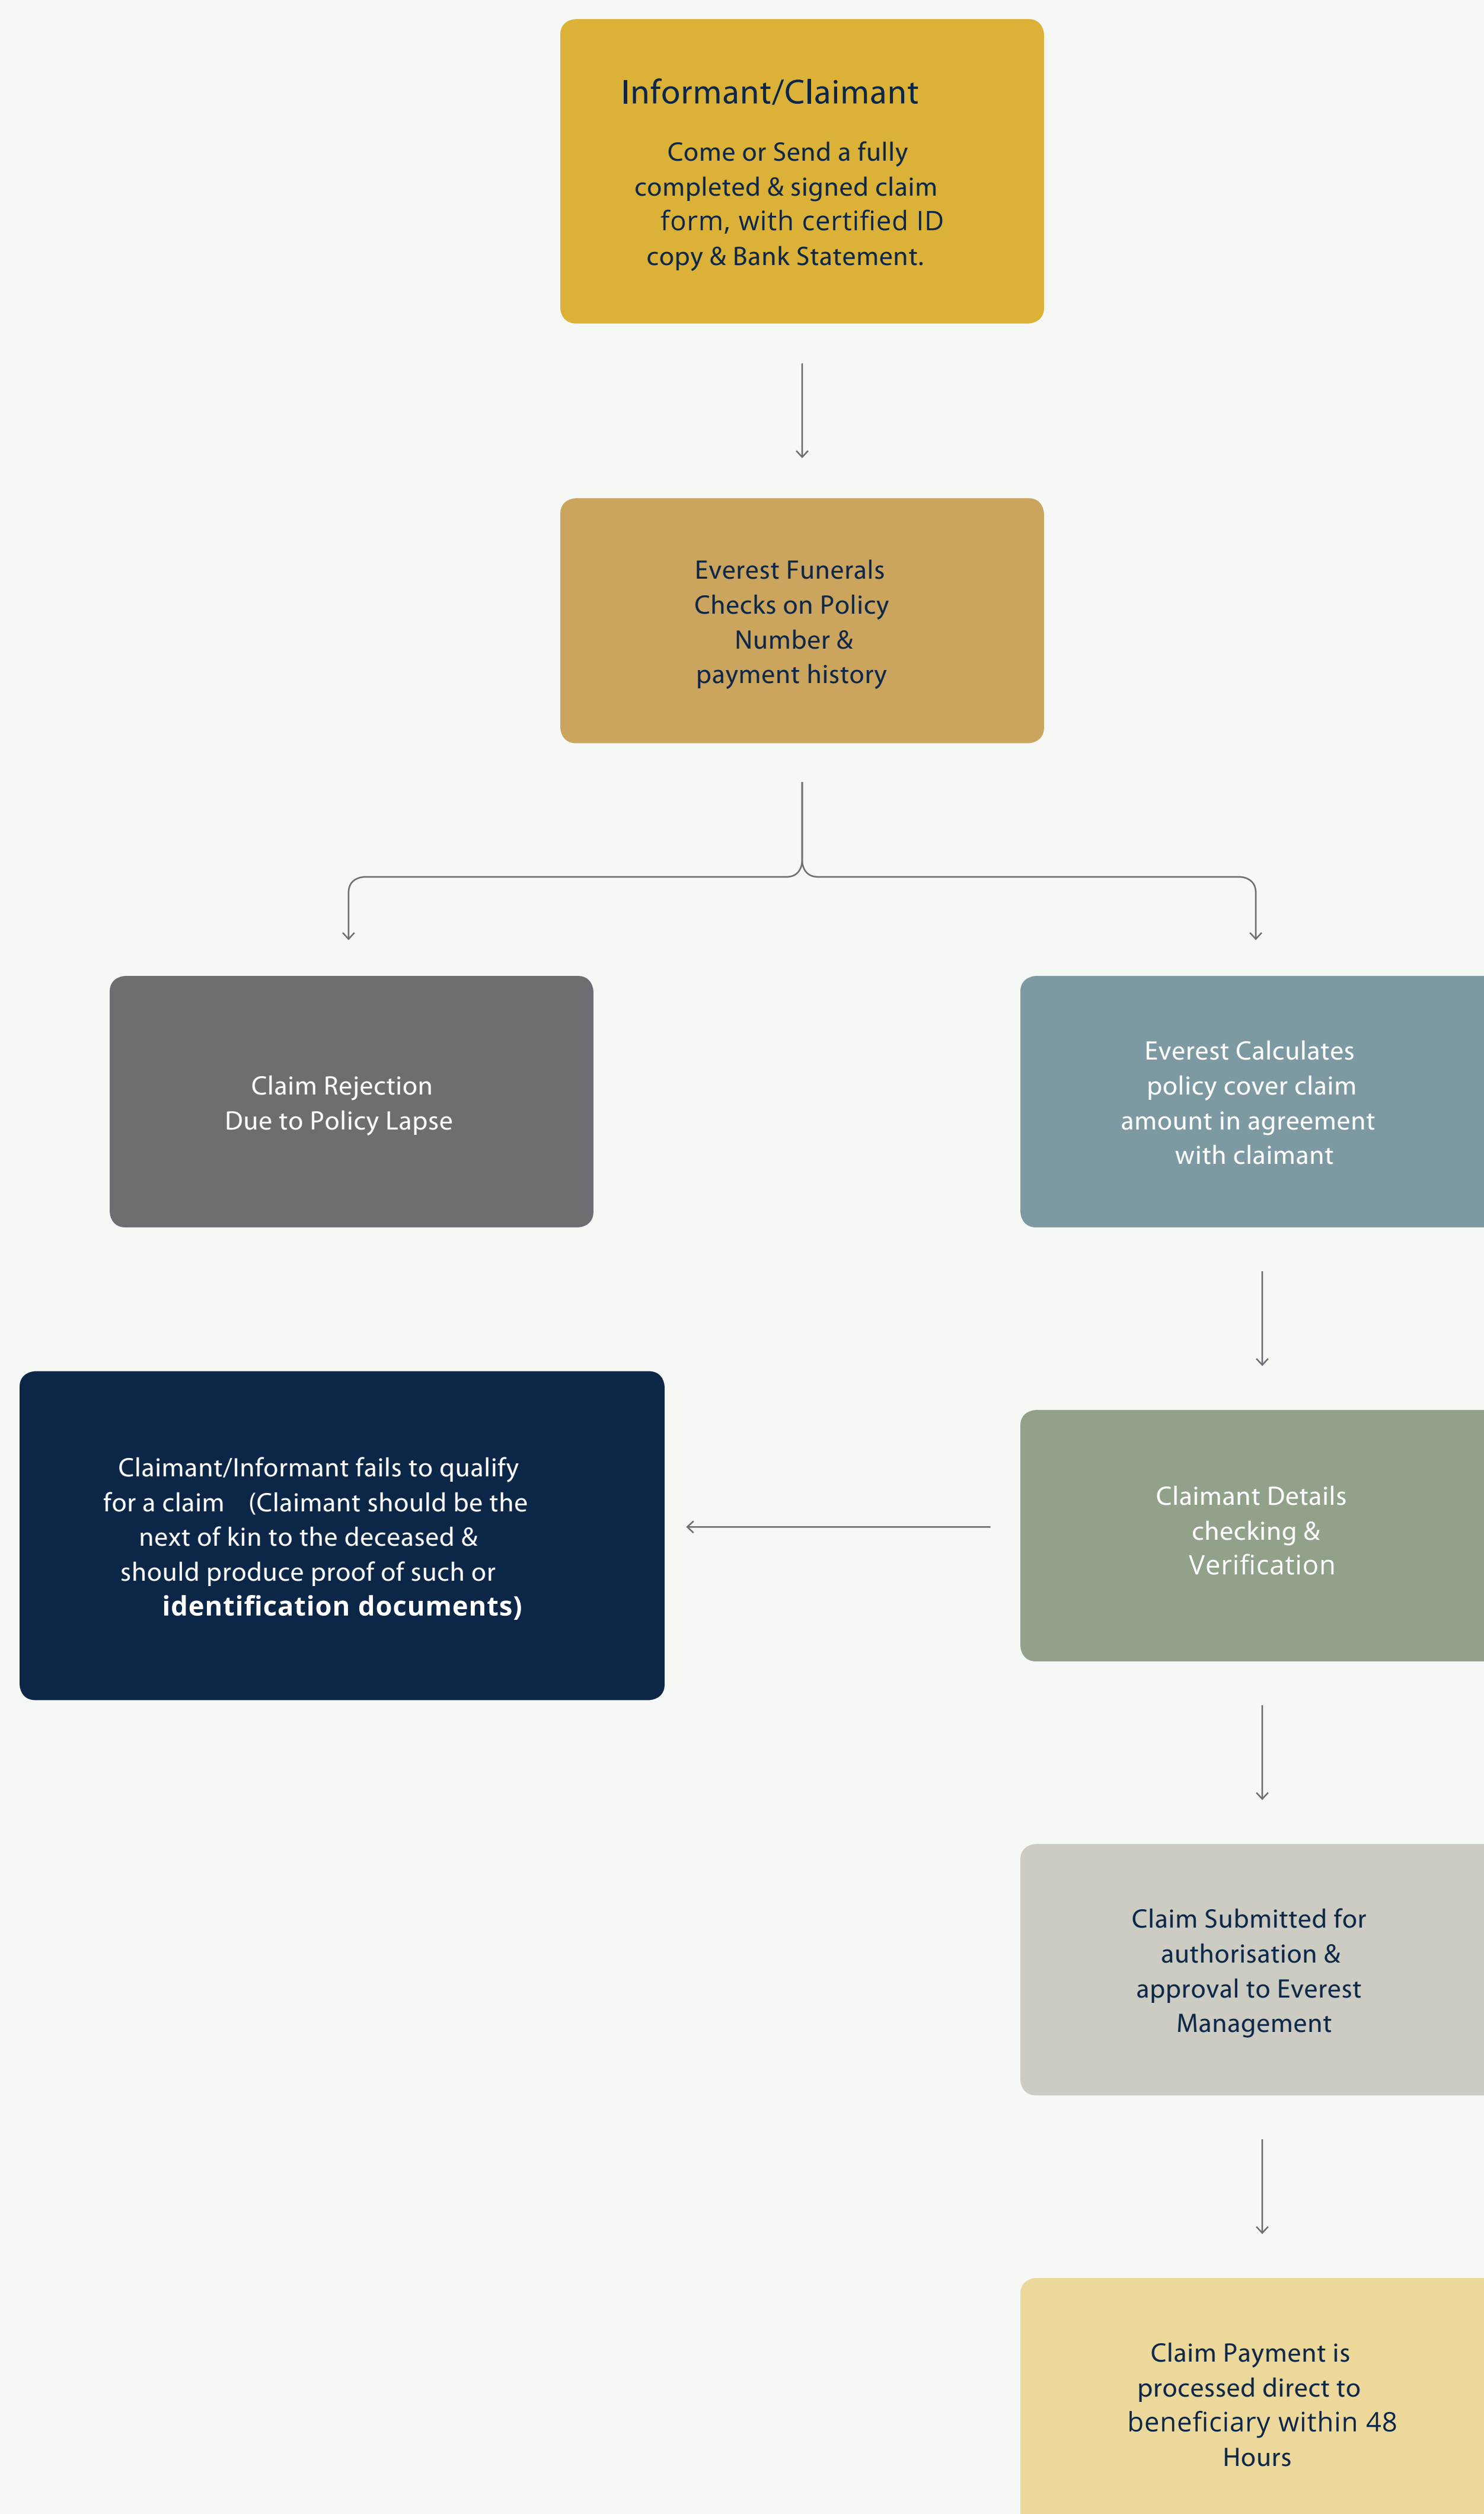 Informant/Claimant
Come or Send a fully
completed & signed claim
form, with certified ID
copy & Bank Statement.
Everest Funerals
Checks on Policy
Number &
payment history
Claim Rejection
Due to Policy Lapse
Everest Calculates
policy cover claim
amount in agreement
with claimant
Claimant/Informant fails to qualify
for a claim (Claimant should be the
next of kin to the deceased &
should produce proof of such or
identification documents)
Claimant Details
checking &
Verification
Claim Submitted for
authorisation &
approval to Everest
Management
Claim Payment is
processed direct to
beneficiary within 48
Hours